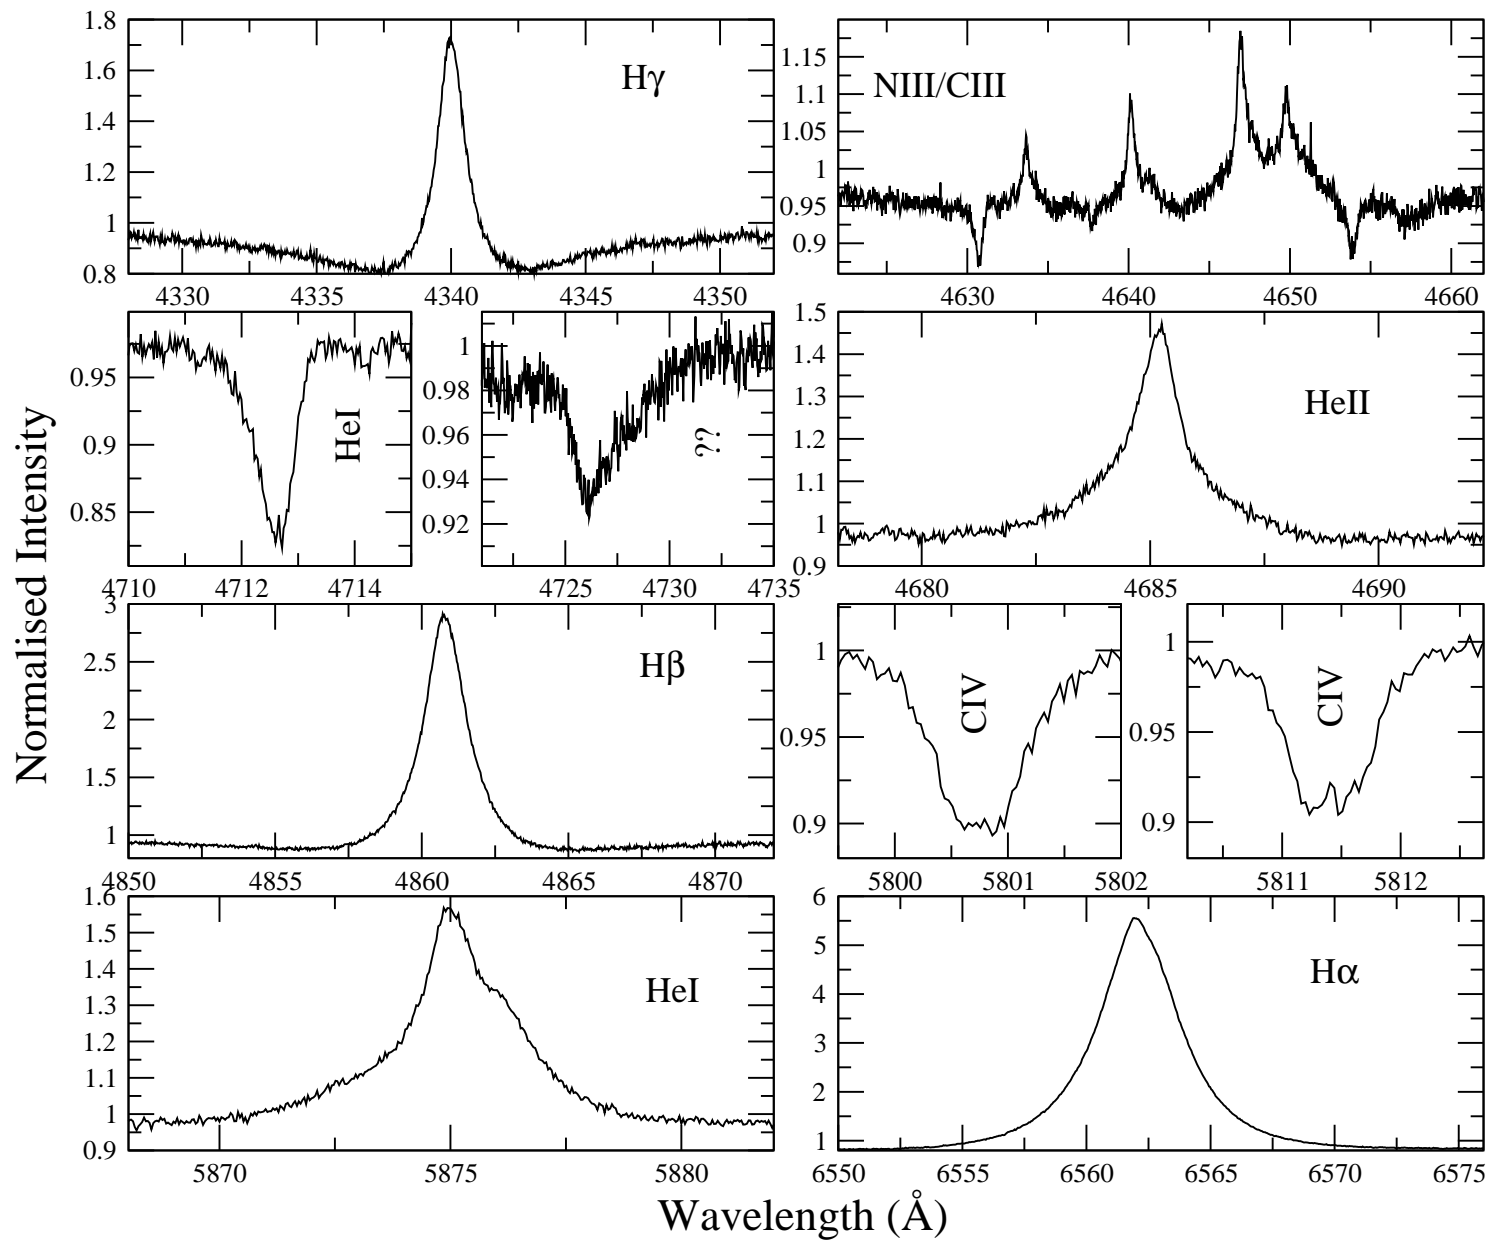 1.8
1.6
1.4
1.2
1
0.8
Hγ
4330 4335 4340 4345 4350
1.15
1.1
1.05
1
0.95
0.9
NIII/CIII
4630 4640 4650 4660
0.95
0.9
0.85
HeI
4710 4712 4714
1
0.98
0.96
0.94
0.92
??
4725 4730 4735
1.5
1.4
1.3
1.2
1.1
1
0.9
HeII
4680 4685 4690
Normalised Intensity
3
2.5
2
1.5
1
Hβ
4850 4855 4860 4865 4870
1
0.95
0.9
CIV
5800 5801 5802
1
0.95
0.9
CIV
5811 5812
1.6
1.5
1.4
1.3
1.2
1.1
1
0.9
HeI
5870 5875 5880
6
5
4
3
2
1
Hα
6550 6555 6560 6565 6570 6575
Wavelength (Å)